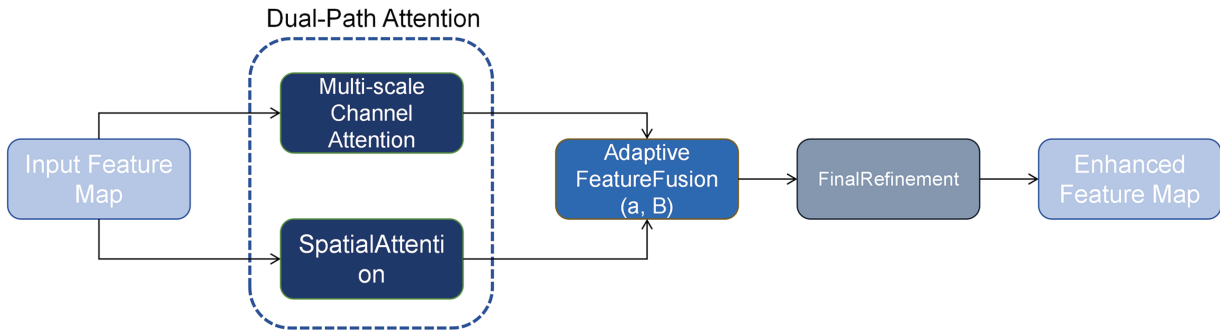 Dual-Path Attention
Input Feature
Map
Multi-scale
Channel
Attention
SpatialAttenti
on
Adaptive
FeatureFusion
(a, B)
FinalRefinement
Enhanced
Feature Map